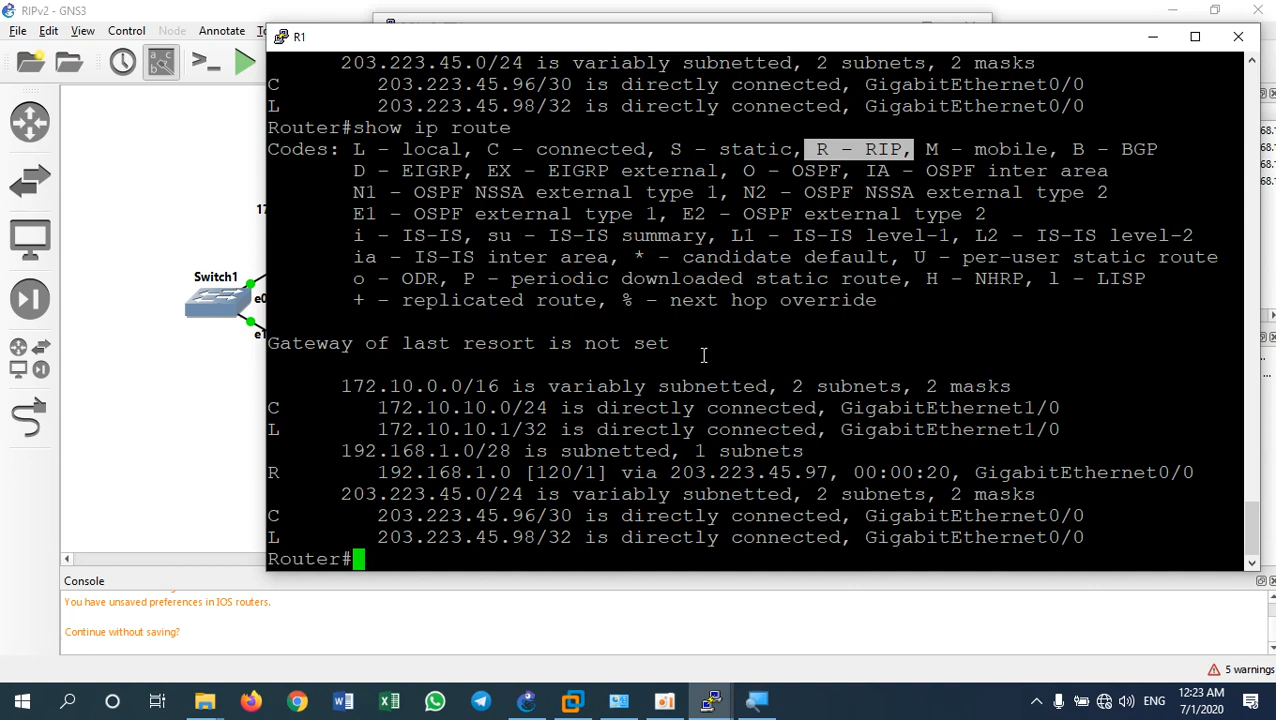 RIPv2 - GNS3
File Edit View Control Node Annotate To
R1
203.223.45.0/24 is variably subnetted, 2 subnets, 2 masks
C 203.223.45.96/30 is directly connected, GigabitEthernet0/0
L 203.223.45.98/32 is directly connected, GigabitEthernet0/0
Router#show ip route
Codes: L - local, C - connected, S - static, R - RIP, M - mobile, B - BGP
D - EIGRP, EX - EIGRP external, O - OSPF, IA - OSPF inter area
N1 - OSPF NSSA external type 1, N2 - OSPF NSSA external type 2
E1 - OSPF external type 1, E2 - OSPF external type 2
i - IS-IS, su - IS-IS summary, L1 - IS-IS level-1, L2 - IS-IS level-2
ia - IS-IS inter area, * - candidate default, U - per-user static route
o - ODR, P - periodic downloaded static route, H - NHRP, l - LISP
+ - replicated route, % - next hop override
Gateway of last resort is not set
172.10.0.0/16 is variably subnetted, 2 subnets, 2 masks
C 172.10.10.0/24 is directly connected, GigabitEthernet1/0
L 172.10.10.1/32 is directly connected, GigabitEthernet1/0
192.168.1.0/28 is subnetted, 1 subnets
R 192.168.1.0 [120/1] via 203.223.45.97, 00:00:20, GigabitEthernet0/0
203.223.45.0/24 is variably subnetted, 2 subnets, 2 masks
C 203.223.45.96/30 is directly connected, GigabitEthernet0/0
L 203.223.45.98/32 is directly connected, GigabitEthernet0/0
Router#
17
Switch1
e0
e1
68.1
68.1
Console
You have unsaved preferences in IOS routers.
Continue without saving?
5 warnings
ENG
12:23 AM
7/1/2020